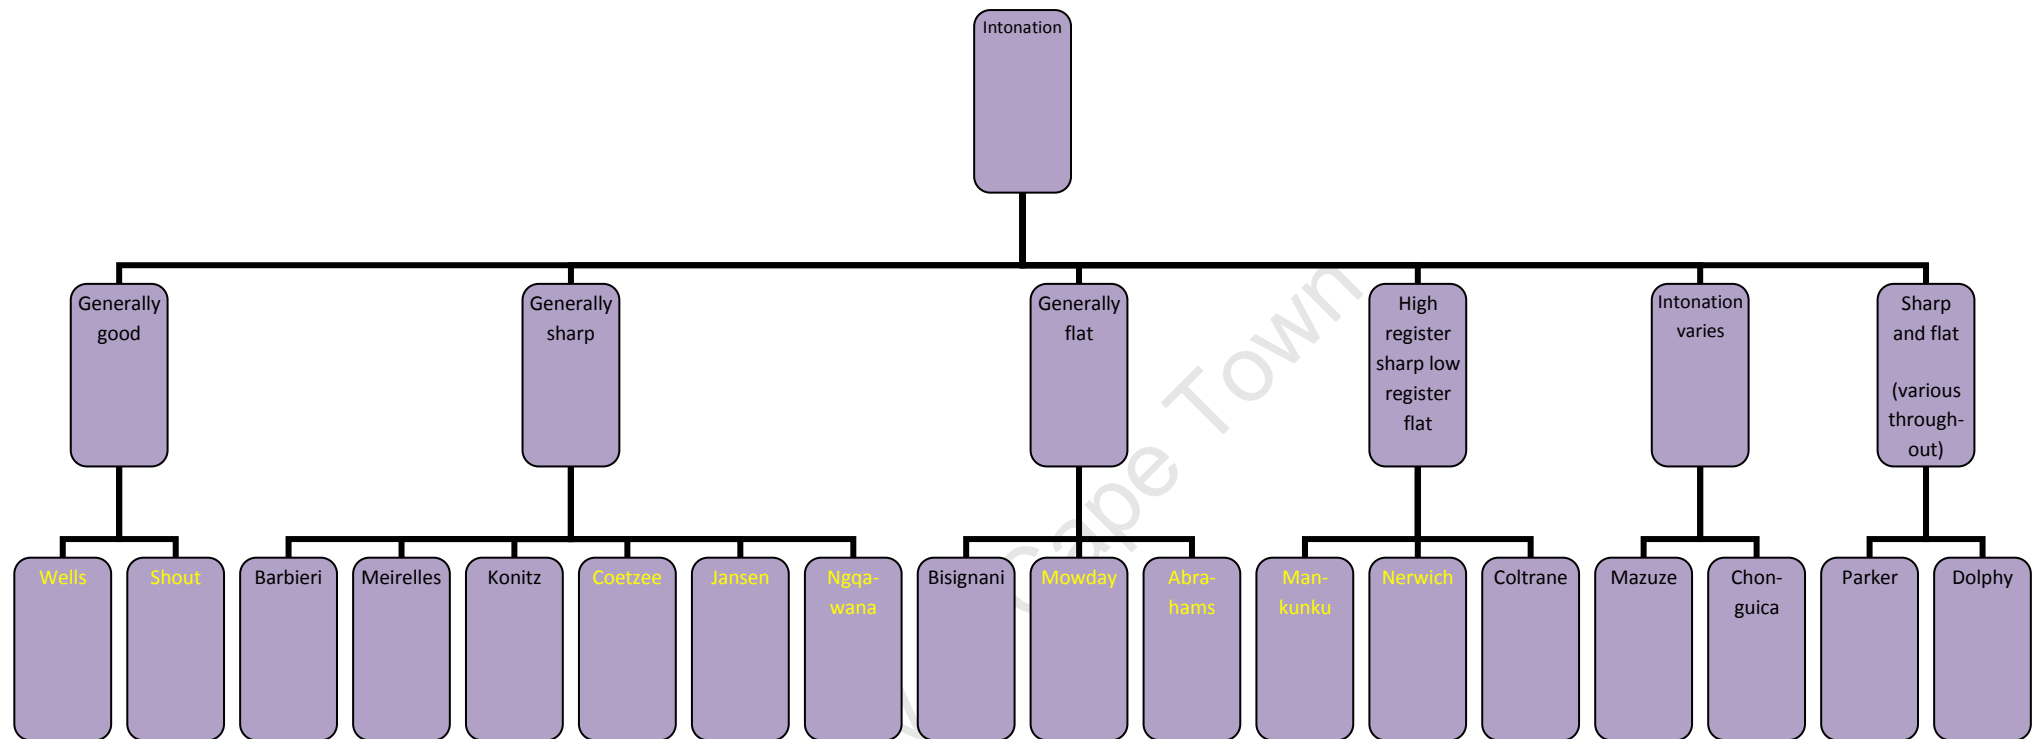 Intonation
Generally
good
Generally
sharp
Generally
flat
High
register
sharp low
register
flat
Intonation
varies
Sharp
and flat
(various
through-
out)
Wells
Shout
Barbieri
Meirelles
Konitz
Coetzee
Jansen
Ngqa-
wana
Bisignani
Mowday
Abra-
hams
Man-
kunku
Nerwich
Coltrane
Mazuze
Chon-
guica
Parker
Dolphy
Cape Town